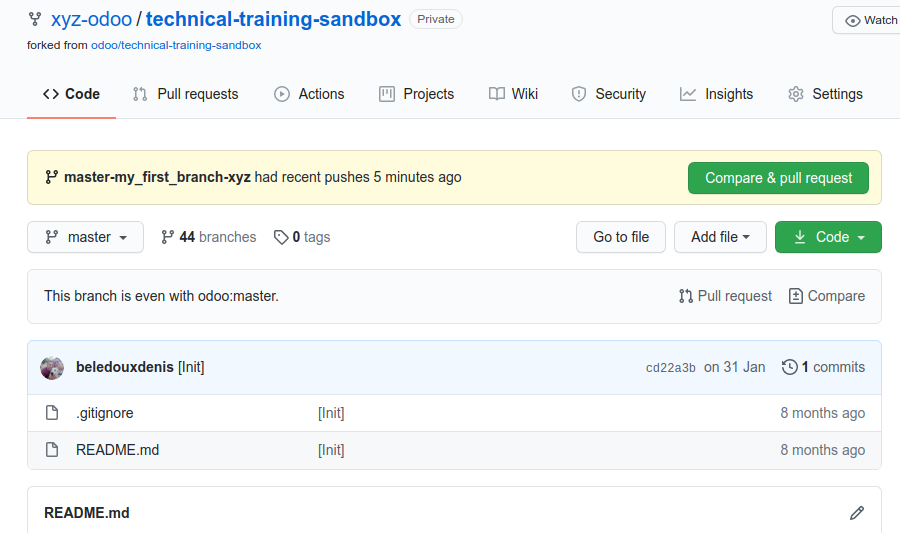 xyz-odoo / technical-training-sandbox Private Watch
forked from odoo/technical-training-sandbox
Code Pull requests Actions Projects Wiki Security Insights Settings
master-my_first_branch-xyz had recent pushes 5 minutes ago Compare & pull request
master 44 branches 0 tags Go to file Add file Code
This branch is even with odoo:master. Pull request Compare
beledouxdenis [Init] cd22a3b on 31 Jan 1 commits
.gitignore [Init] 8 months ago
README.md [Init] 8 months ago
README.md